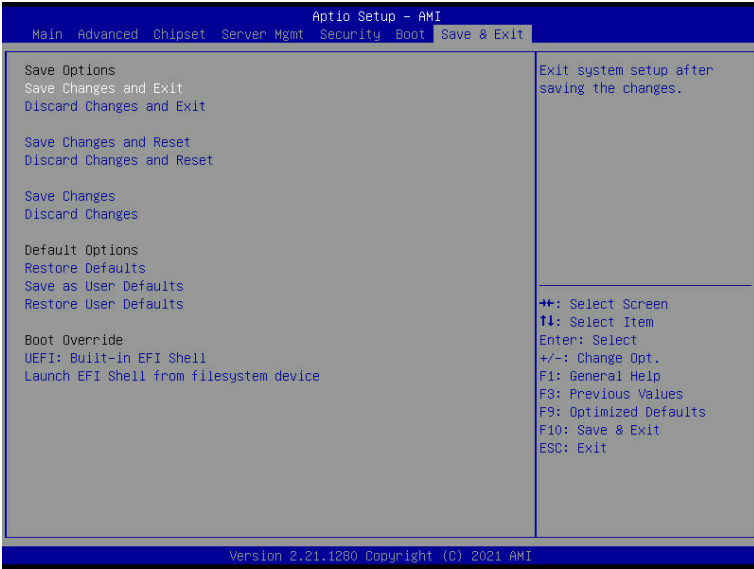 Aptio Setup – AMI
Main Advanced Chipset Server Mgmt Security Boot Save & Exit
Save Options
Save Changes and Exit
Discard Changes and Exit
Save Changes and Reset
Discard Changes and Reset
Save Changes
Discard Changes
Default Options
Restore Defaults
Save as User Defaults
Restore User Defaults
Boot Override
UEFI: Built-in EFI Shell
Launch EFI Shell from filesystem device
Exit system setup after
saving the changes.
→←: Select Screen
↑↓: Select Item
Enter: Select
+/-: Change Opt.
F1: General Help
F3: Previous Values
F9: Optimized Defaults
F10: Save & Exit
ESC: Exit
Version 2.21.1280 Copyright (C) 2021 AMI